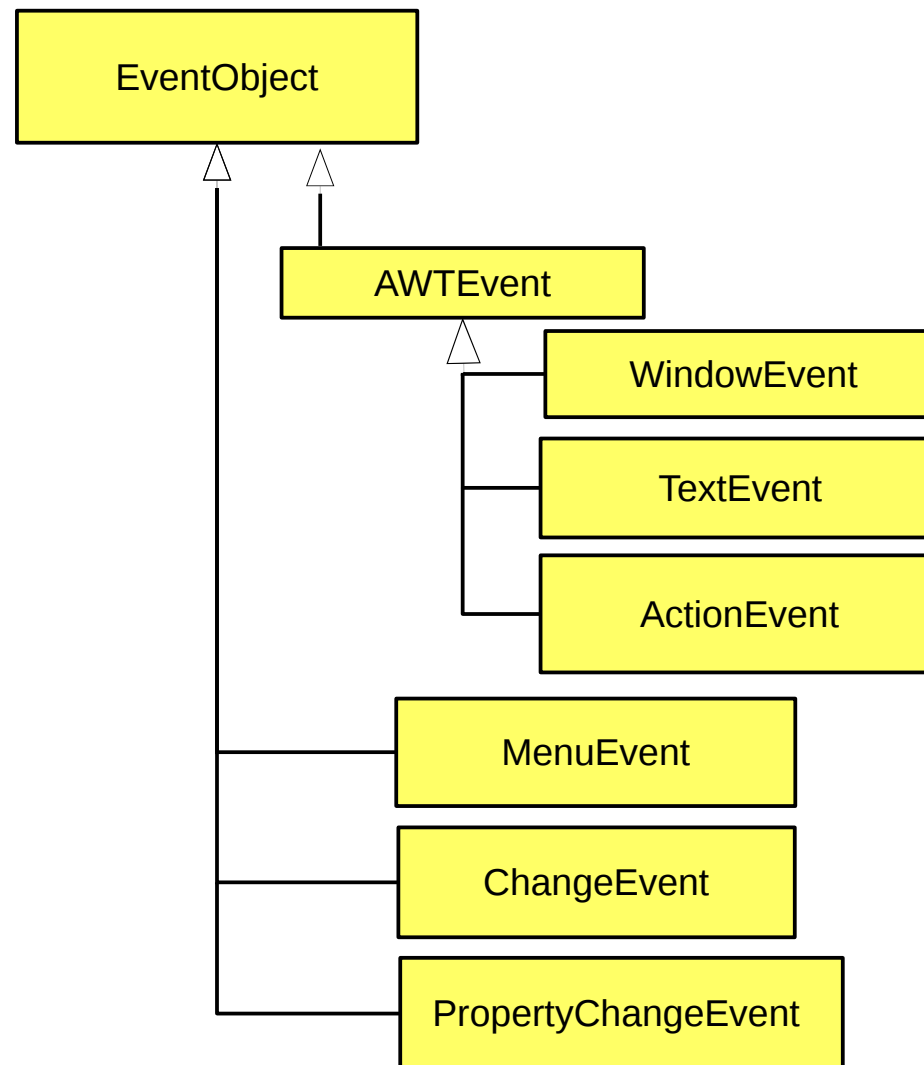 EventObject
AWTEvent
WindowEvent
TextEvent
ActionEvent
MenuEvent
ChangeEvent
PropertyChangeEvent